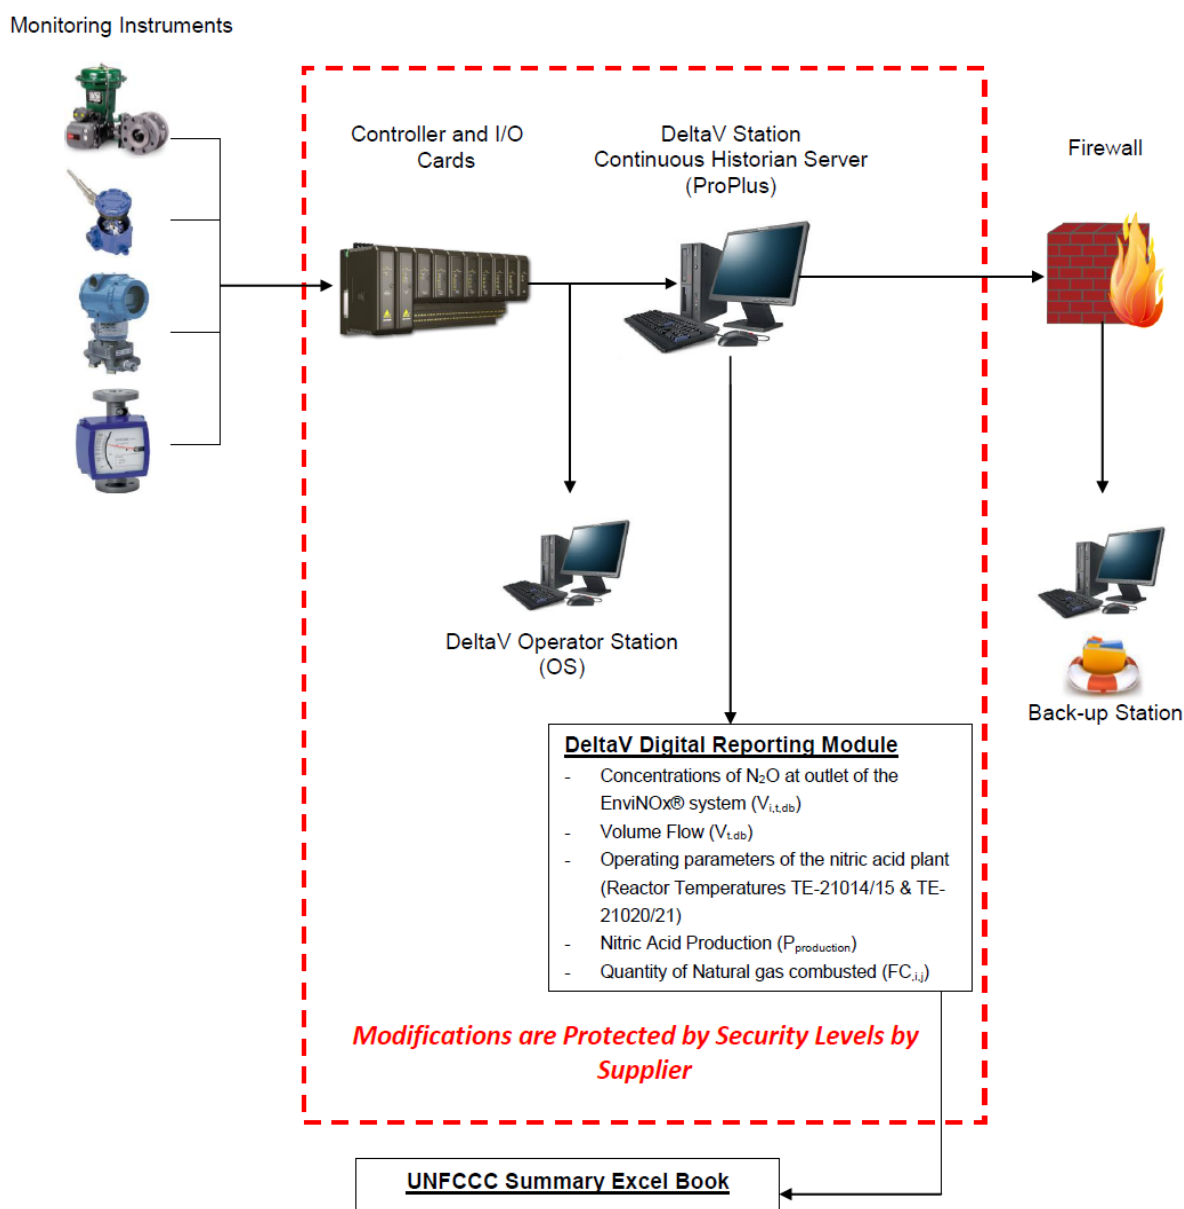 Monitoring Instruments
Controller and I/O
Cards
DeltaV Station
Continuous Historian Server
(ProPlus)
Firewall
DeltaV Operator Station
(OS)
Back-up Station
DeltaV Digital Reporting Module
- Concentrations of N₂O at outlet of the
EnviNOx® system (Vi,t,db)
- Volume Flow (Vt.db)
- Operating parameters of the nitric acid plant
(Reactor Temperatures TE-21014/15 & TE-
21020/21)
- Nitric Acid Production (Pproduction)
- Quantity of Natural gas combusted (FC,i,j)
Modifications are Protected by Security Levels by
Supplier
UNFCCC Summary Excel Book